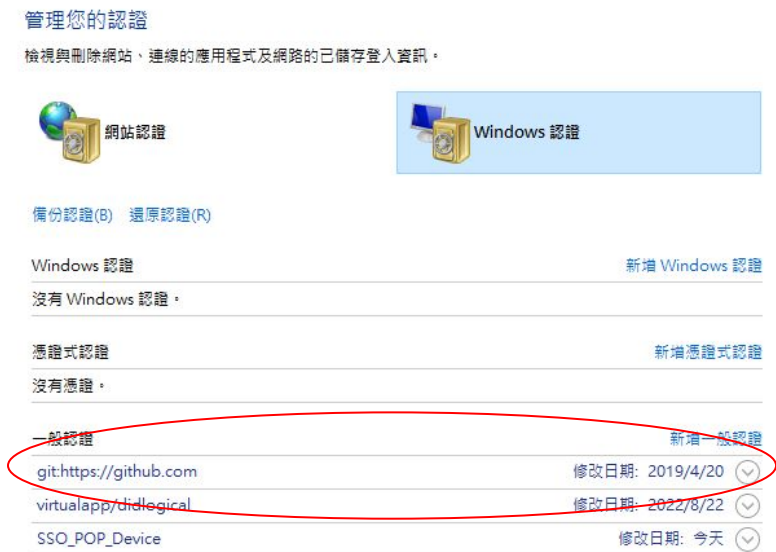 管理您的認證
檢視與刪除網站、連線的應用程式及網路的已儲存登入資訊。
網站認證
Windows 認證
備份認證(B) 還原認證(R)
Windows 認證 新增 Windows 認證
沒有 Windows 認證。
憑證式認證 新增憑證式認證
沒有憑證。
一般認證 新增一般認證
git:https://github.com 修改日期: 2019/4/20
virtualapp/didlogical 修改日期: 2022/8/22
SSO_POP_Device 修改日期: 今天